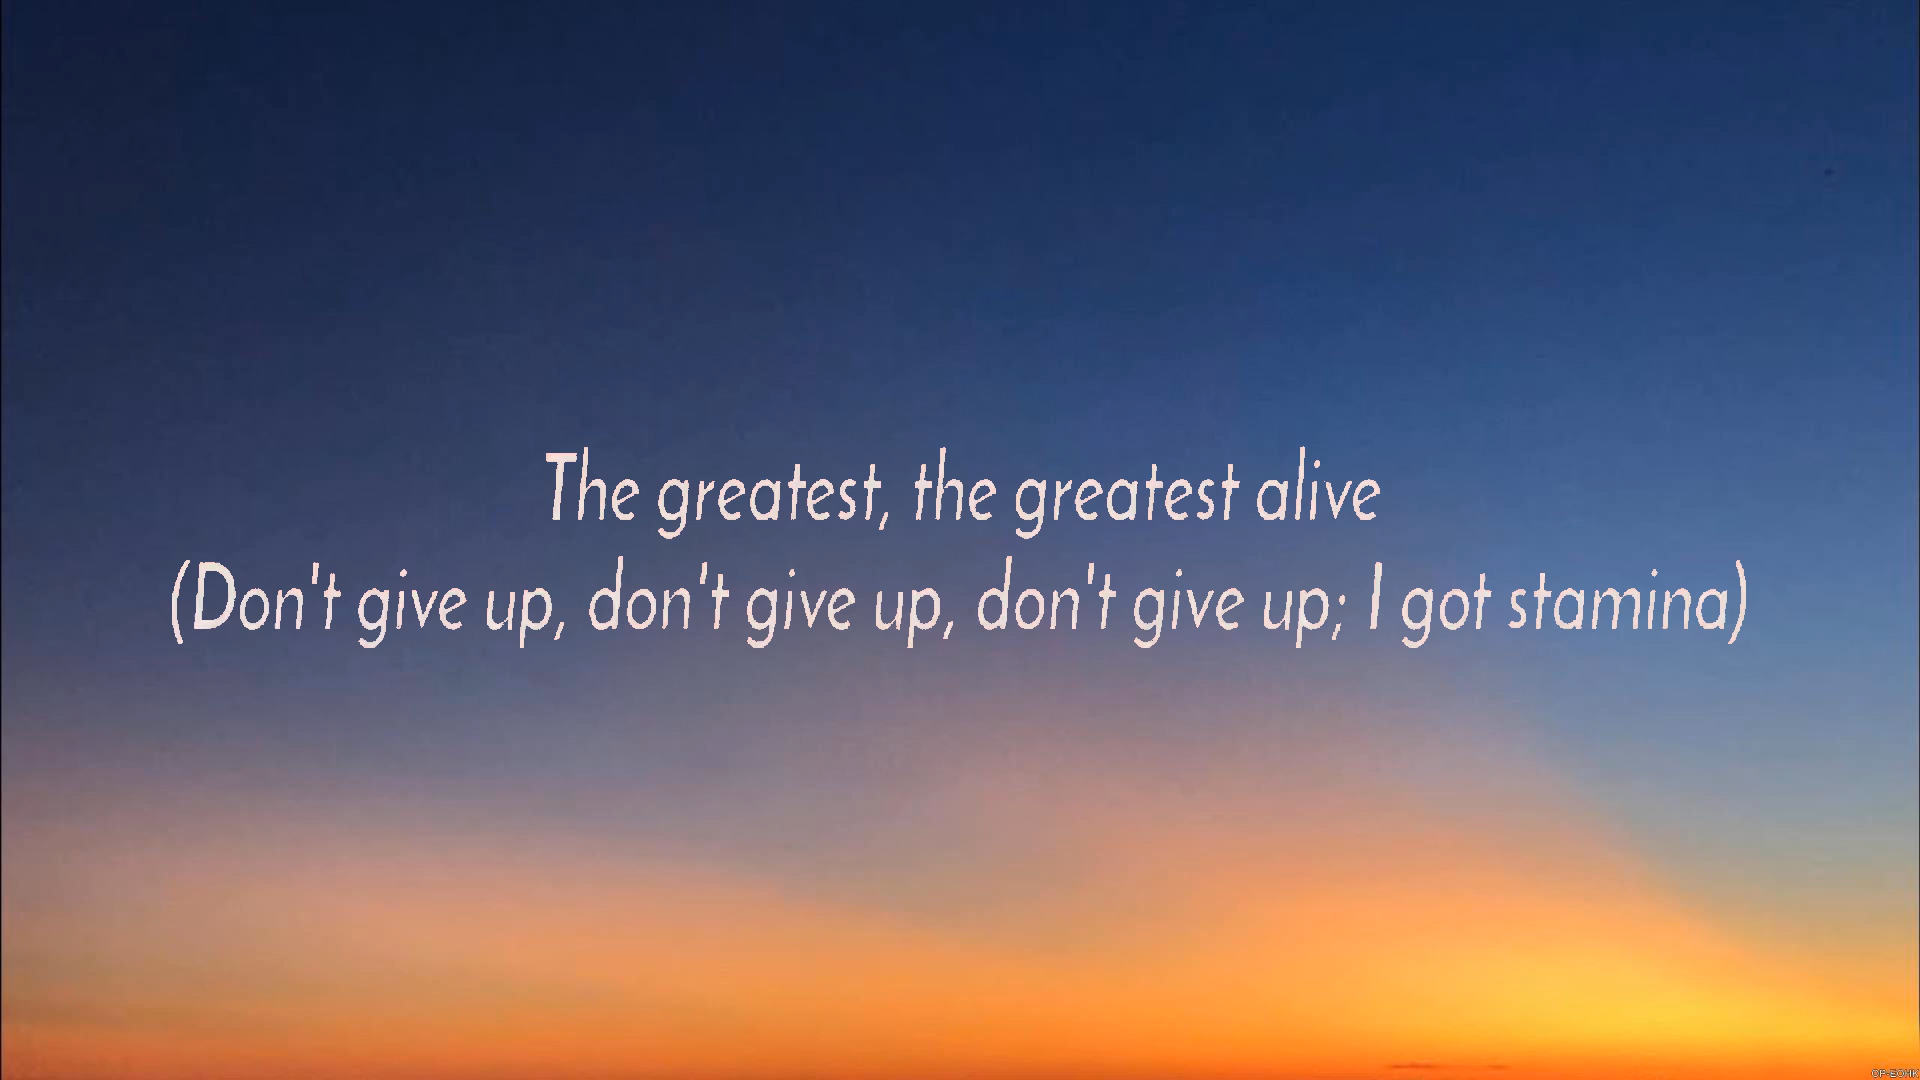 The greatest, the greatest alive
(Don't give up, don't give up, don't give up; I got stamina)